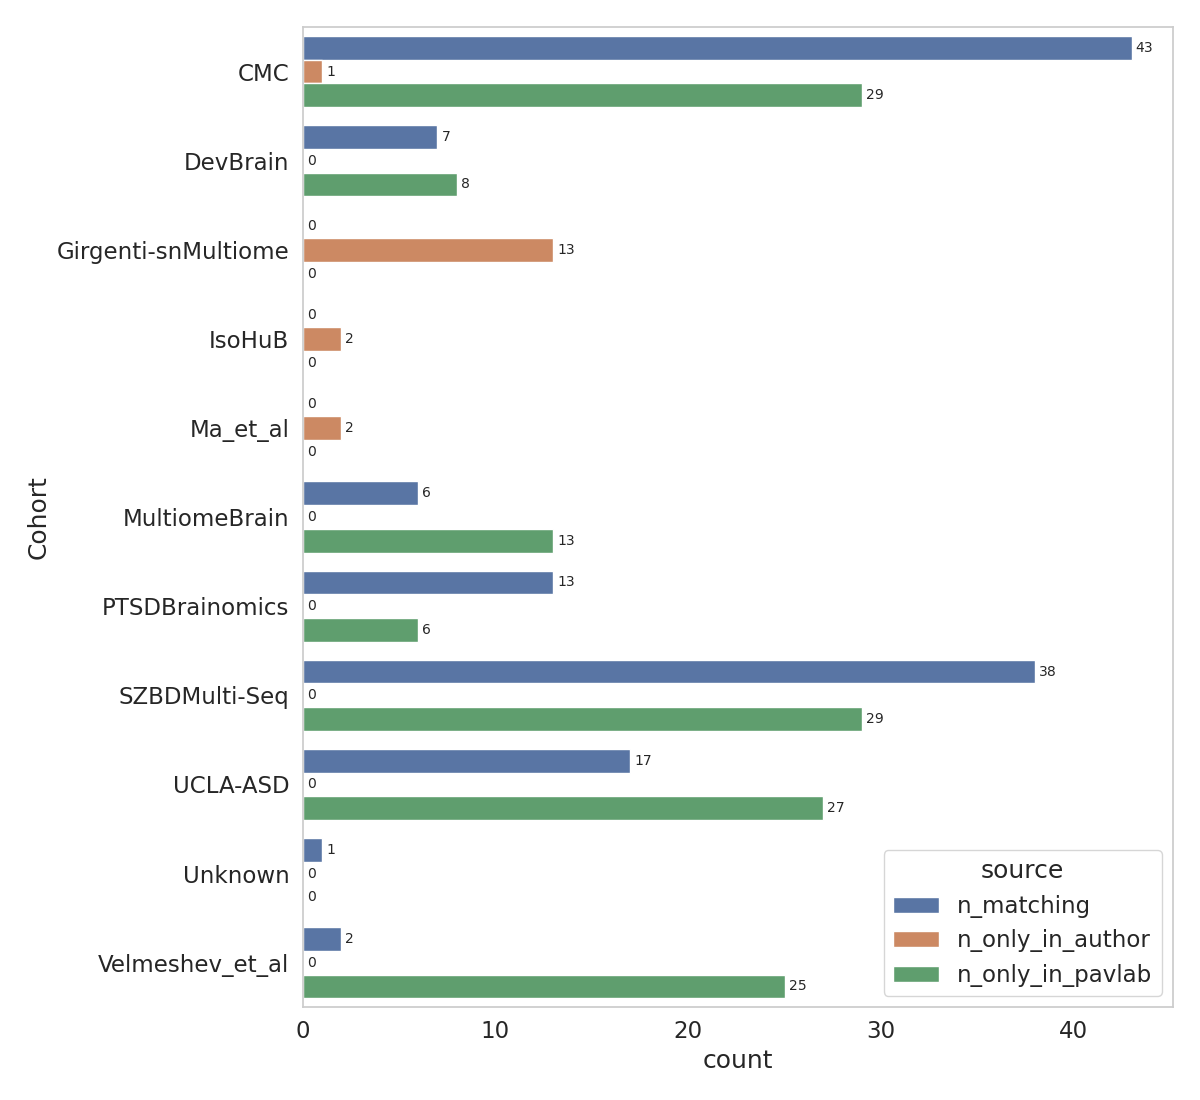 CMC
43
1
29
DevBrain
7
0
8
Girgenti-snMultiome
0
13
0
IsoHuB
0
2
0
Ma_et_al
0
2
0
MultiomeBrain
6
0
13
PTSDBrainomics
13
0
6
SZBDMulti-Seq
38
0
29
UCLA-ASD
17
0
27
Unknown
1
0
0
Velmeshev_et_al
2
0
25
Cohort
source
n_matching
n_only_in_author
n_only_in_pavlab
0 10 20 30 40
count